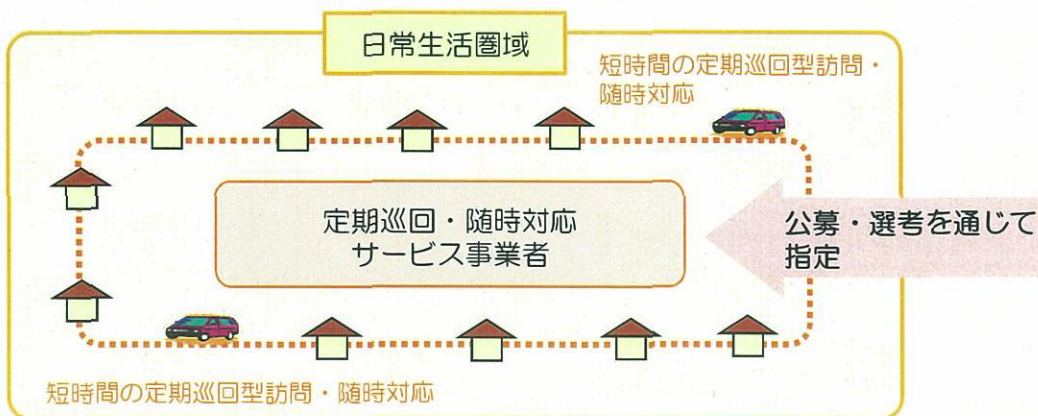 日常生活圏域
短時間の定期巡回型訪問・
随時対応
定期巡回・随時対応
サービス事業者
公募・選考を通じて
指定
短時間の定期巡回型訪問・随時対応